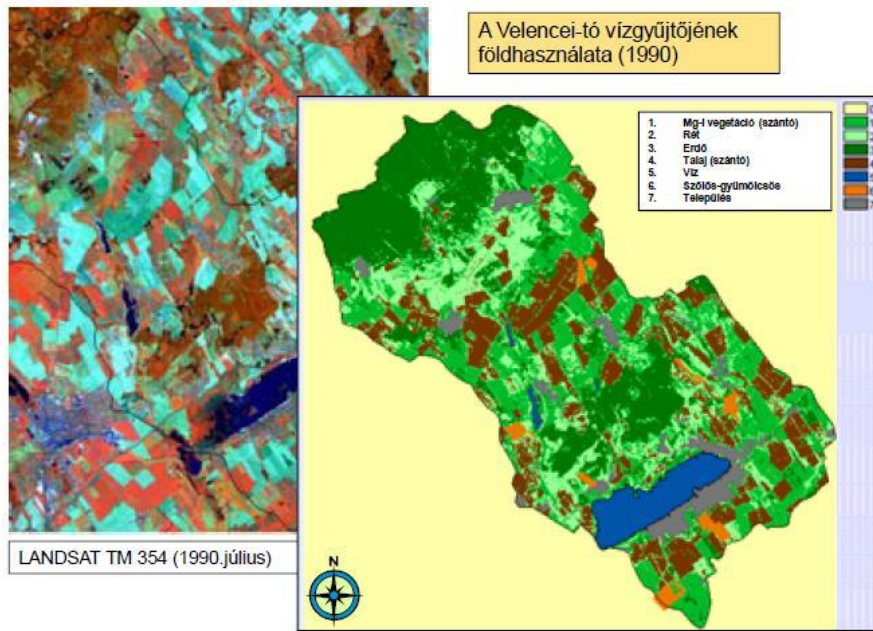 A Velencei-tó vízgyűjtőjének
földhasználata (1990)
1. Mg-I vegetáció (szántó)
2. Rét
3. Erdő
4. Talaj (szántó)
5. Víz
6. Szőlős-gyümölcsös
7. Település
LANDSAT TM 354 (1990.július)
N